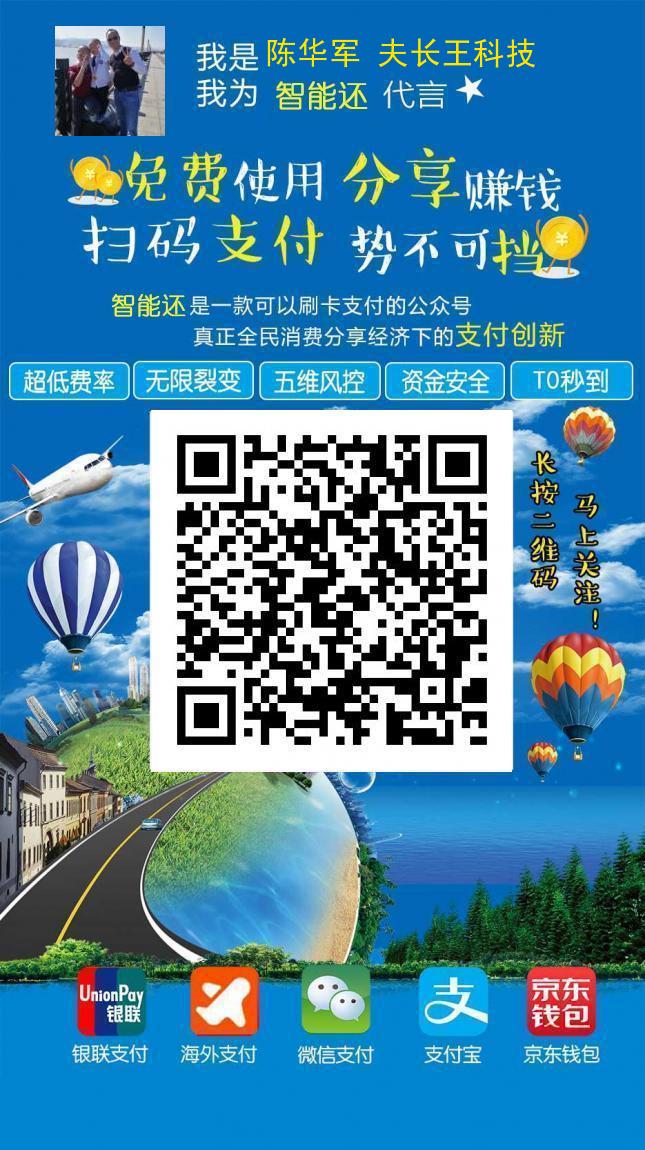 我是 陈华军 夫长王科技
我为 智能还 代言
免费使用 分享赚钱
扫码支付 势不可挡
智能还是一款可以刷卡支付的公众号
真正全民消费分享经济下的支付创新
超低费率 无限裂变 五维风控 资金安全 T0秒到
长按二维码
马上关注！
UnionPay
银联
支
京东
钱包
银联支付 海外支付 微信支付 支付宝 京东钱包